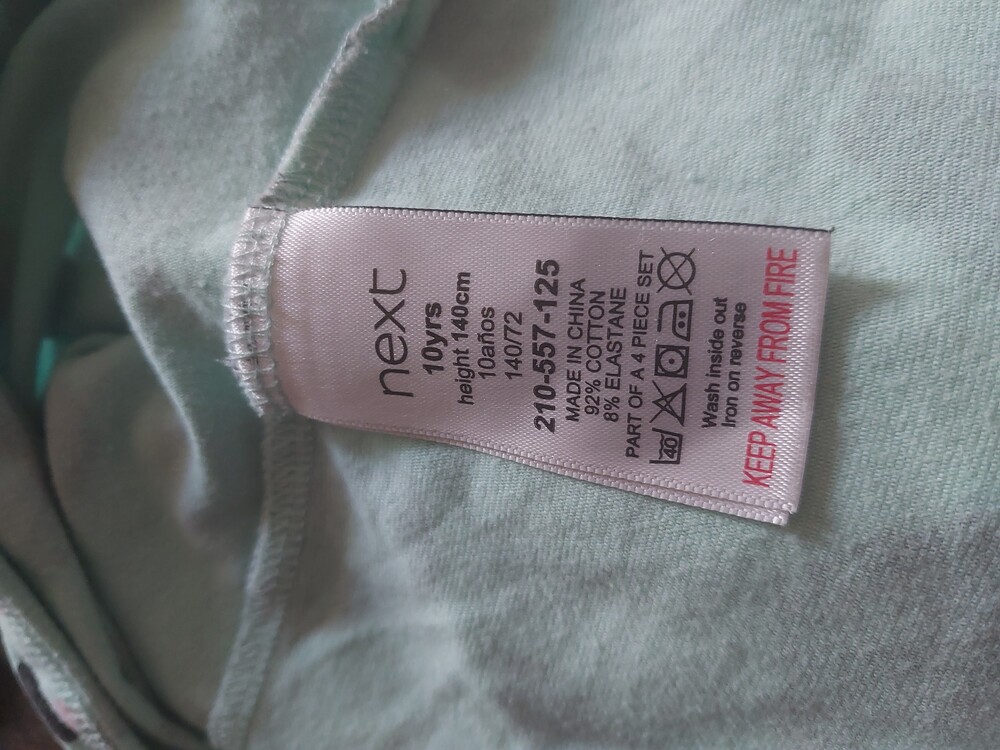 next
10yrs
height 140cm
10años
140/72
210-557-125
MADE IN CHINA
92% COTTON
8% ELASTANE
PART OF A 4 PIECE SET
40
Wash inside out
Iron on reverse
KEEP AWAY FROM FIRE